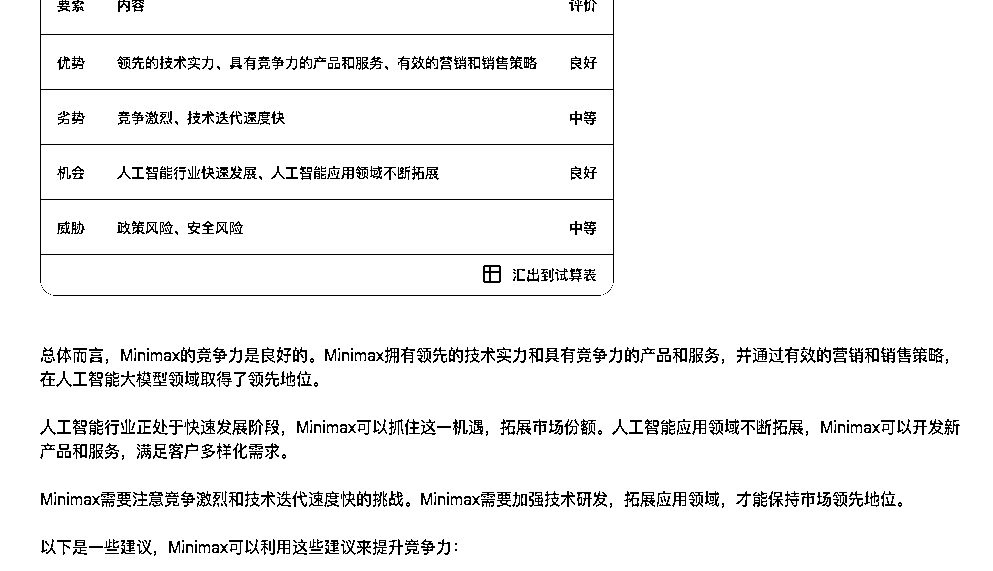 要素 内容 评价
优势 领先的技术实力、具有竞争力的产品和服务、有效的营销和销售策略 良好
劣势 竞争激烈、技术迭代速度快 中等
机会 人工智能行业快速发展、人工智能应用领域不断拓展 良好
威胁 政策风险、安全风险 中等
汇出到试算表
总体而言，Minimax的竞争力是良好的。Minimax拥有领先的技术实力和具有竞争力的产品和服务，并通过有效的营销和销售策略，
在人工智能大模型领域取得了领先地位。
人工智能行业正处于快速发展阶段，Minimax可以抓住这一机遇，拓展市场份额。人工智能应用领域不断拓展，Minimax可以开发新
产品和服务，满足客户多样化需求。
Minimax需要注意竞争激烈和技术迭代速度快的挑战。Minimax需要加强技术研发，拓展应用领域，才能保持市场领先地位。
以下是一些建议，Minimax可以利用这些建议来提升竞争力：